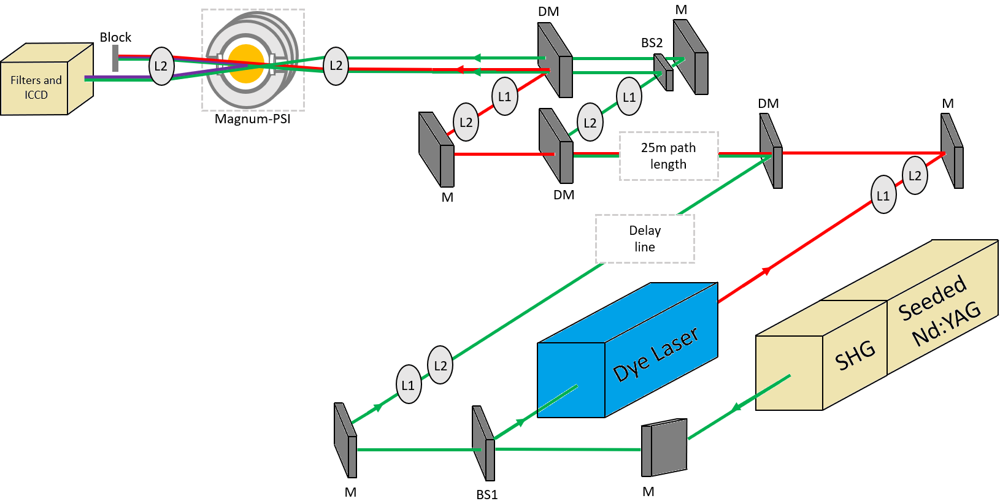 DM
M
Block
BS2
L2
L2
Filters and
ICCD
L1
L1
Magnum-PSI
L2
L2
DM
M
25m path
length
L2
M
DM
L1
Delay
line
Seeded
Nd:YAG
SHG
Dye Laser
L2
L1
M
BS1
M